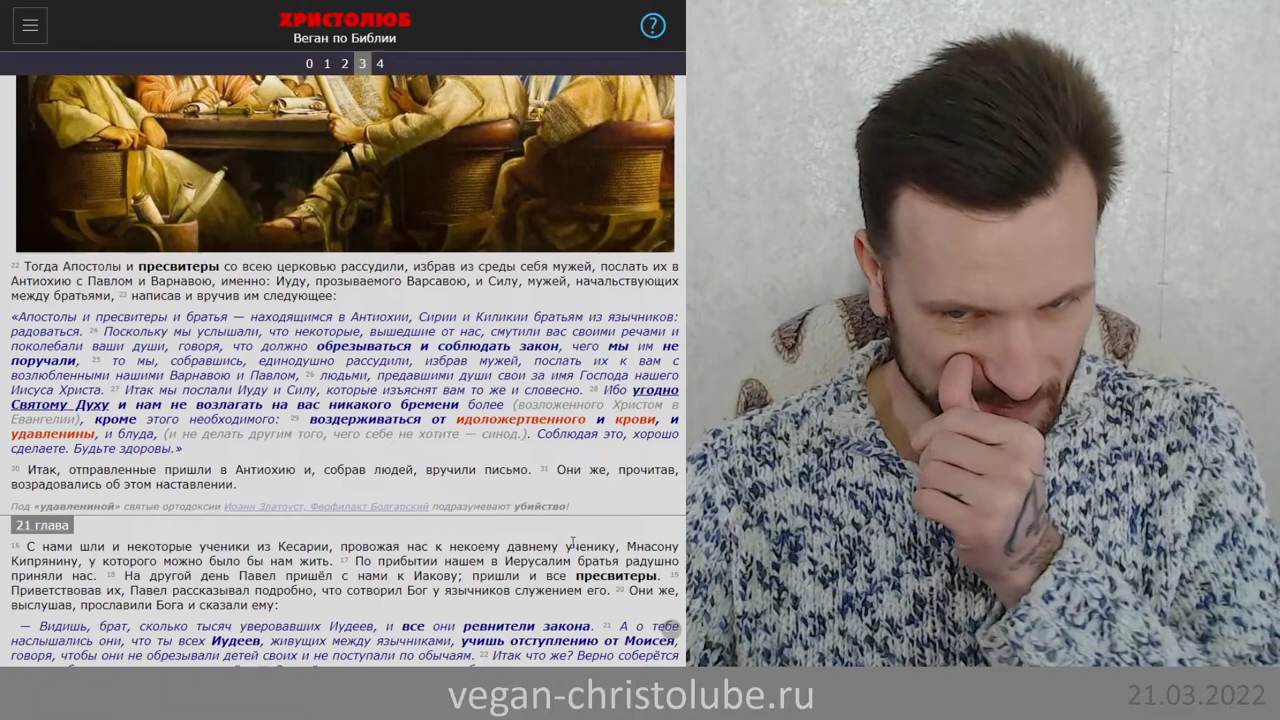 ХРИСТОЛЮБ
Веган по Библии
0 1 2 3 4
22 Тогда Апостолы и пресвитеры со всею церковью рассудили, избрав из среды себя мужей, послать их в
Антиохию с Павлом и Варнавою, именно: Иуду, прозываемого Варсавою, и Силу, мужей, начальствующих
между братьями, 23 написав и вручив им следующее:
«Апостолы и пресвитеры и братья — находящимся в Антиохии, Сирии и Киликии братьям из язычников:
радоваться. 24 Поскольку мы услышали, что некоторые, вышедшие от нас, смутили вас своими речами и
поколебали ваши души, говоря, что должно обрезываться и соблюдать закон, чего мы им не
поручали, 25 то мы, собравшись, единодушно рассудили, избрав мужей, послать их к вам с
возлюбленными нашими Варнавою и Павлом, 26 людьми, предавшими души свои за имя Господа нашего
Иисуса Христа. 27 Итак мы послали Иуду и Силу, которые изъяснят вам то же и словесно. 28 Ибо угодно
Святому Духу и нам не возлагать на вас никакого бремени более (возложенного Христом в
Евангелии), кроме этого необходимого: 29 воздерживаться от идоложертвенного и крови, и
удавленины, и блуда, (и не делать другим того, чего себе не хотите — синод.). Соблюдая это, хорошо
сделаете. Будьте здоровы.»
30 Итак, отправленные пришли в Антиохию и, собрав людей, вручили письмо. 31 Они же, прочитав,
возрадовались об этом наставлении.
Под «удавлениной» святые ортодоксии Иоанн Златоуст, Феофилакт Болгарский подразумевают убийство!
21 глава
16 С нами шли и некоторые ученики из Кесарии, провожая нас к некоему давнему ученику, Мнасону
Кипрянину, у которого можно было бы нам жить. 17 По прибытии нашем в Иерусалим братья радушно
приняли нас. 18 На другой день Павел пришёл с нами к Иакову; пришли и все пресвитеры. 19
Приветствовав их, Павел рассказывал подробно, что сотворил Бог у язычников служением его. 20 Они же,
выслушав, прославили Бога и сказали ему:
— Видишь, брат, сколько тысяч уверовавших Иудеев, и все они ревнители закона. 21 А о тебе
наслышались они, что ты всех Иудеев, живущих между язычниками, учишь отступлению от Моисея,
говоря, чтобы они не обрезывали детей своих и не поступали по обычаям. 22 Итак что же? Верно соберётся
vegan-christolube.ru
21.03.2022